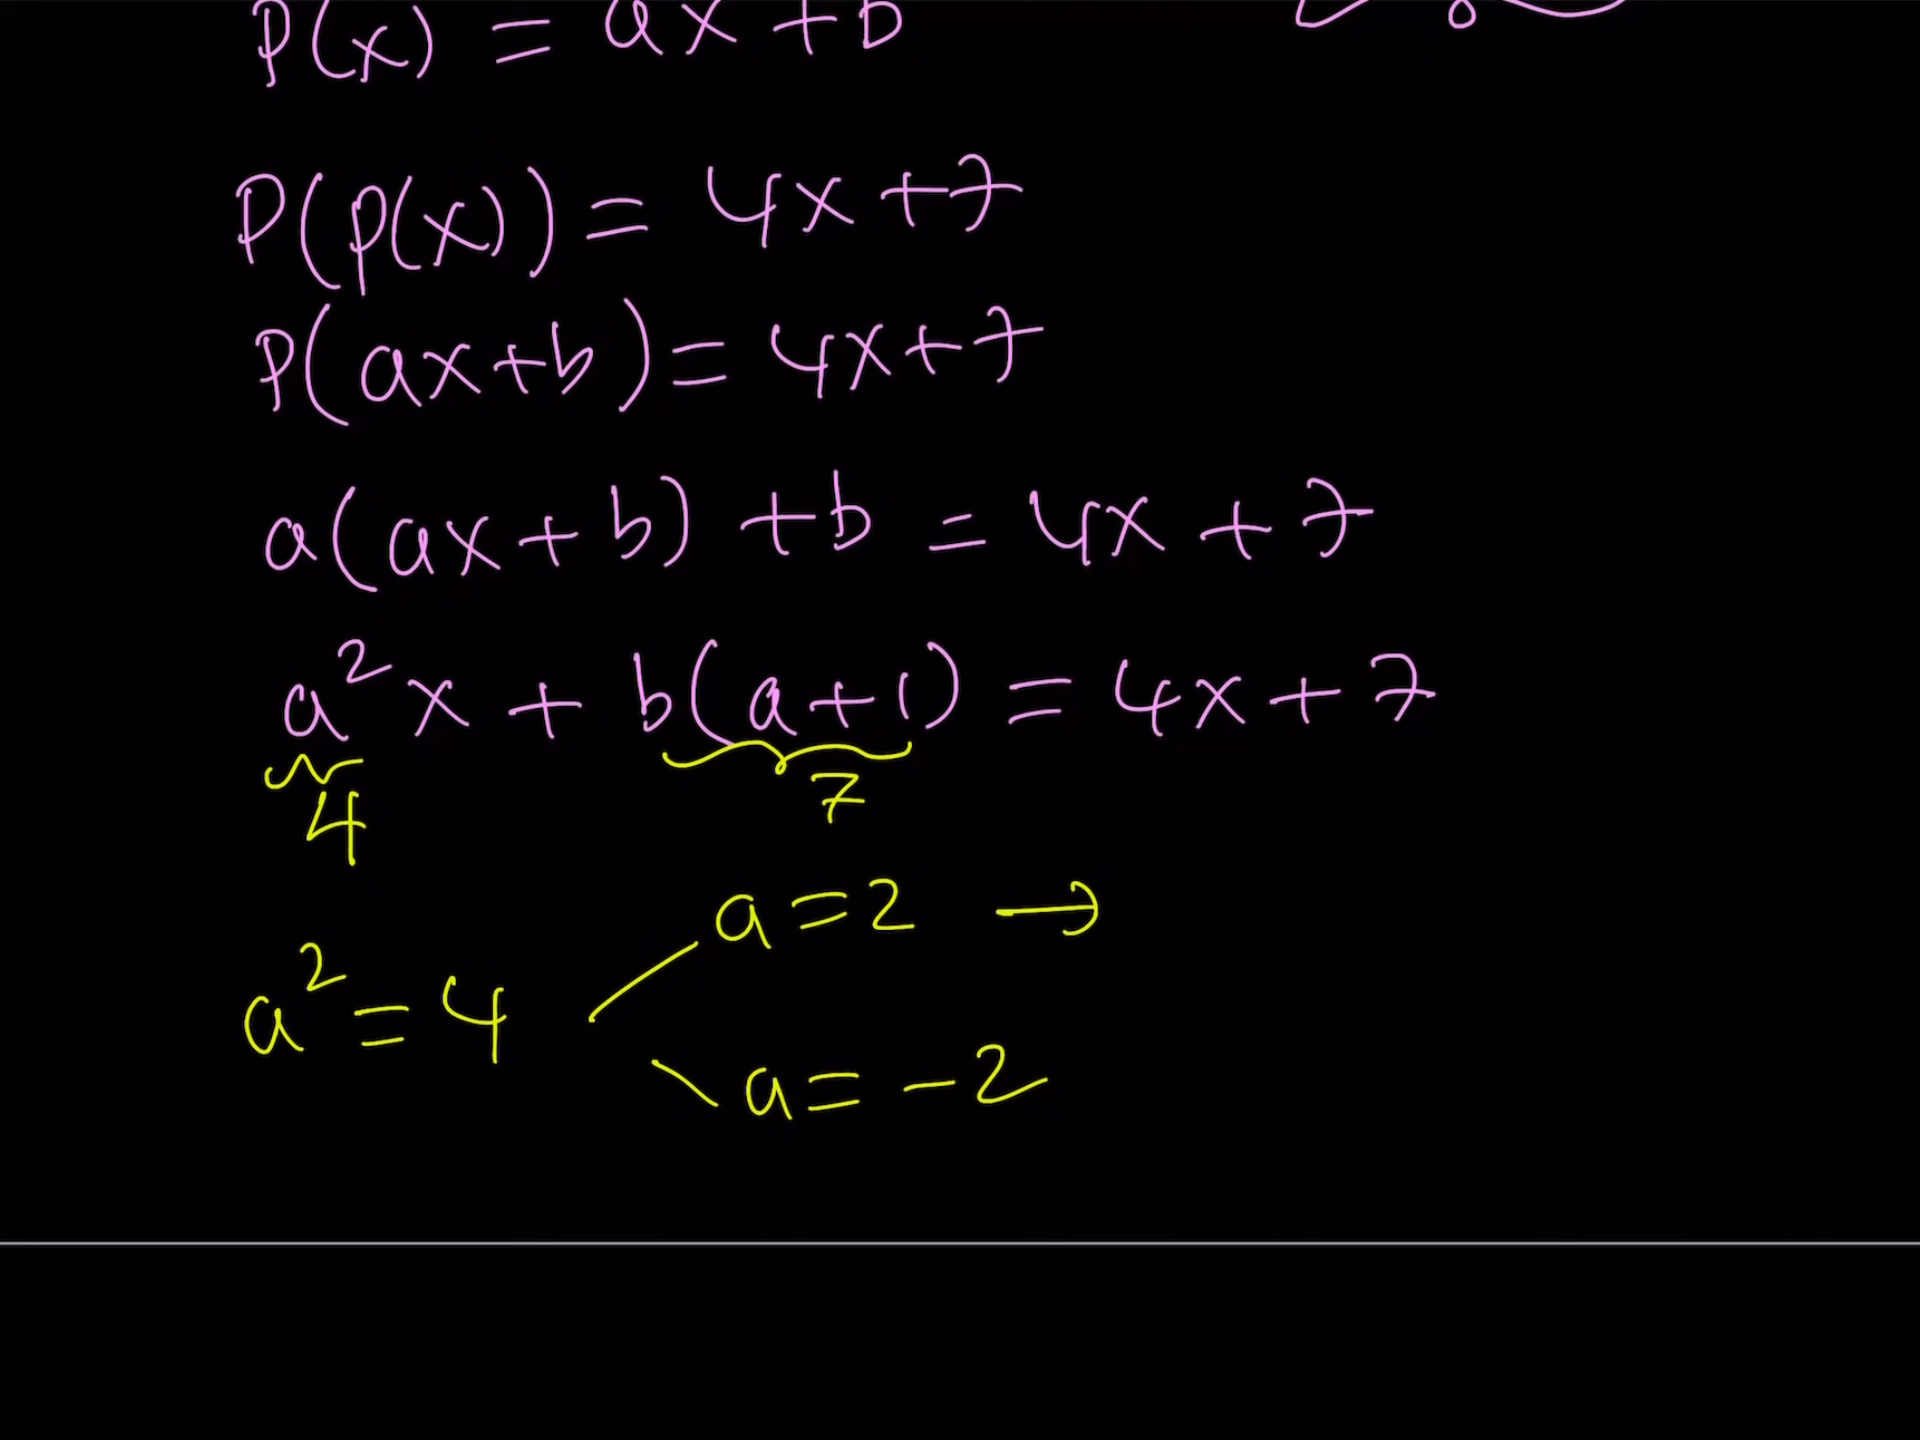 P(x) = ax + b
P(P(x)) = 4x + 7
P(ax+b) = 4x + 7
a(ax + b) + b = 4x + 7
a²x + b(a+1) = 4x + 7
4 7
a = 2 →
a² = 4
a = -2